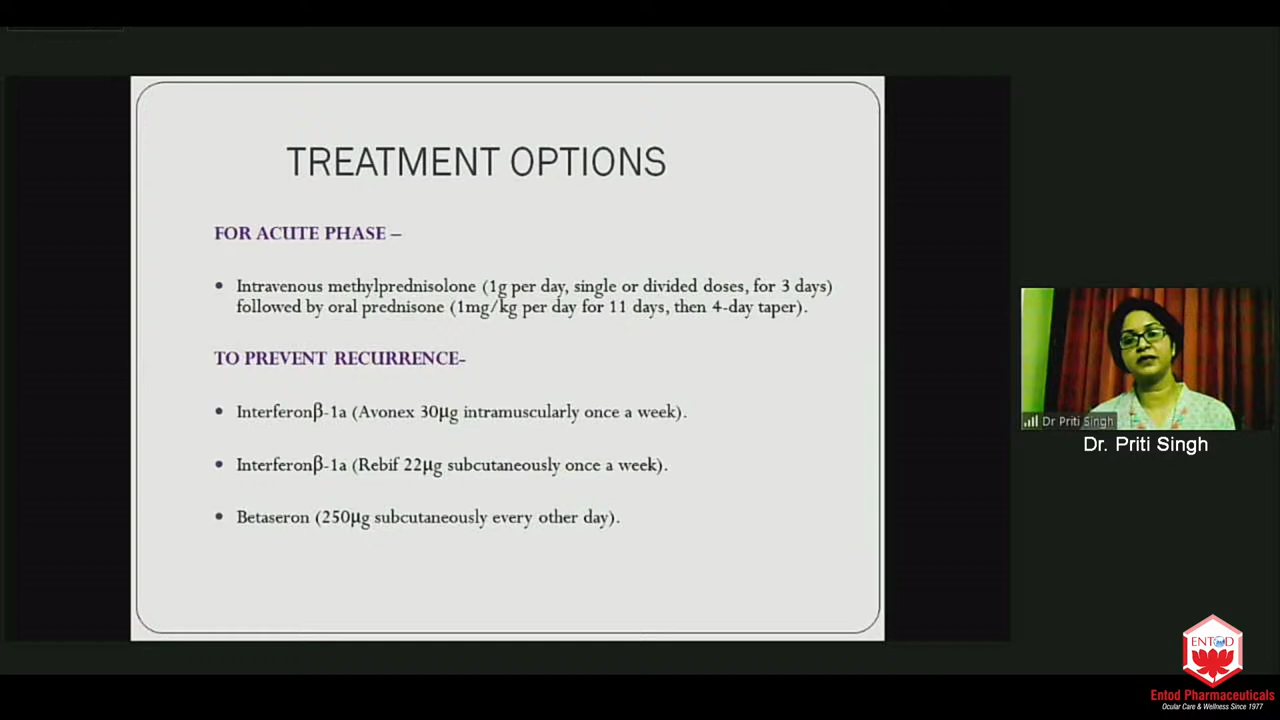 TREATMENT OPTIONS
FOR ACUTE PHASE –
• Intravenous methylprednisolone (1g per day, single or divided doses, for 3 days)
followed by oral prednisone (1mg/kg per day for 11 days, then 4-day taper).
TO PREVENT RECURRENCE-
• Interferonβ-1a (Avonex 30µg intramuscularly once a week).
• Interferonβ-1a (Rebif 22µg subcutaneously once a week).
• Betaseron (250µg subcutaneously every other day).
Dr Priti Singh
Dr. Priti Singh
ENTOD
Entod Pharmaceuticals
Ocular Care & Wellness Since 1977